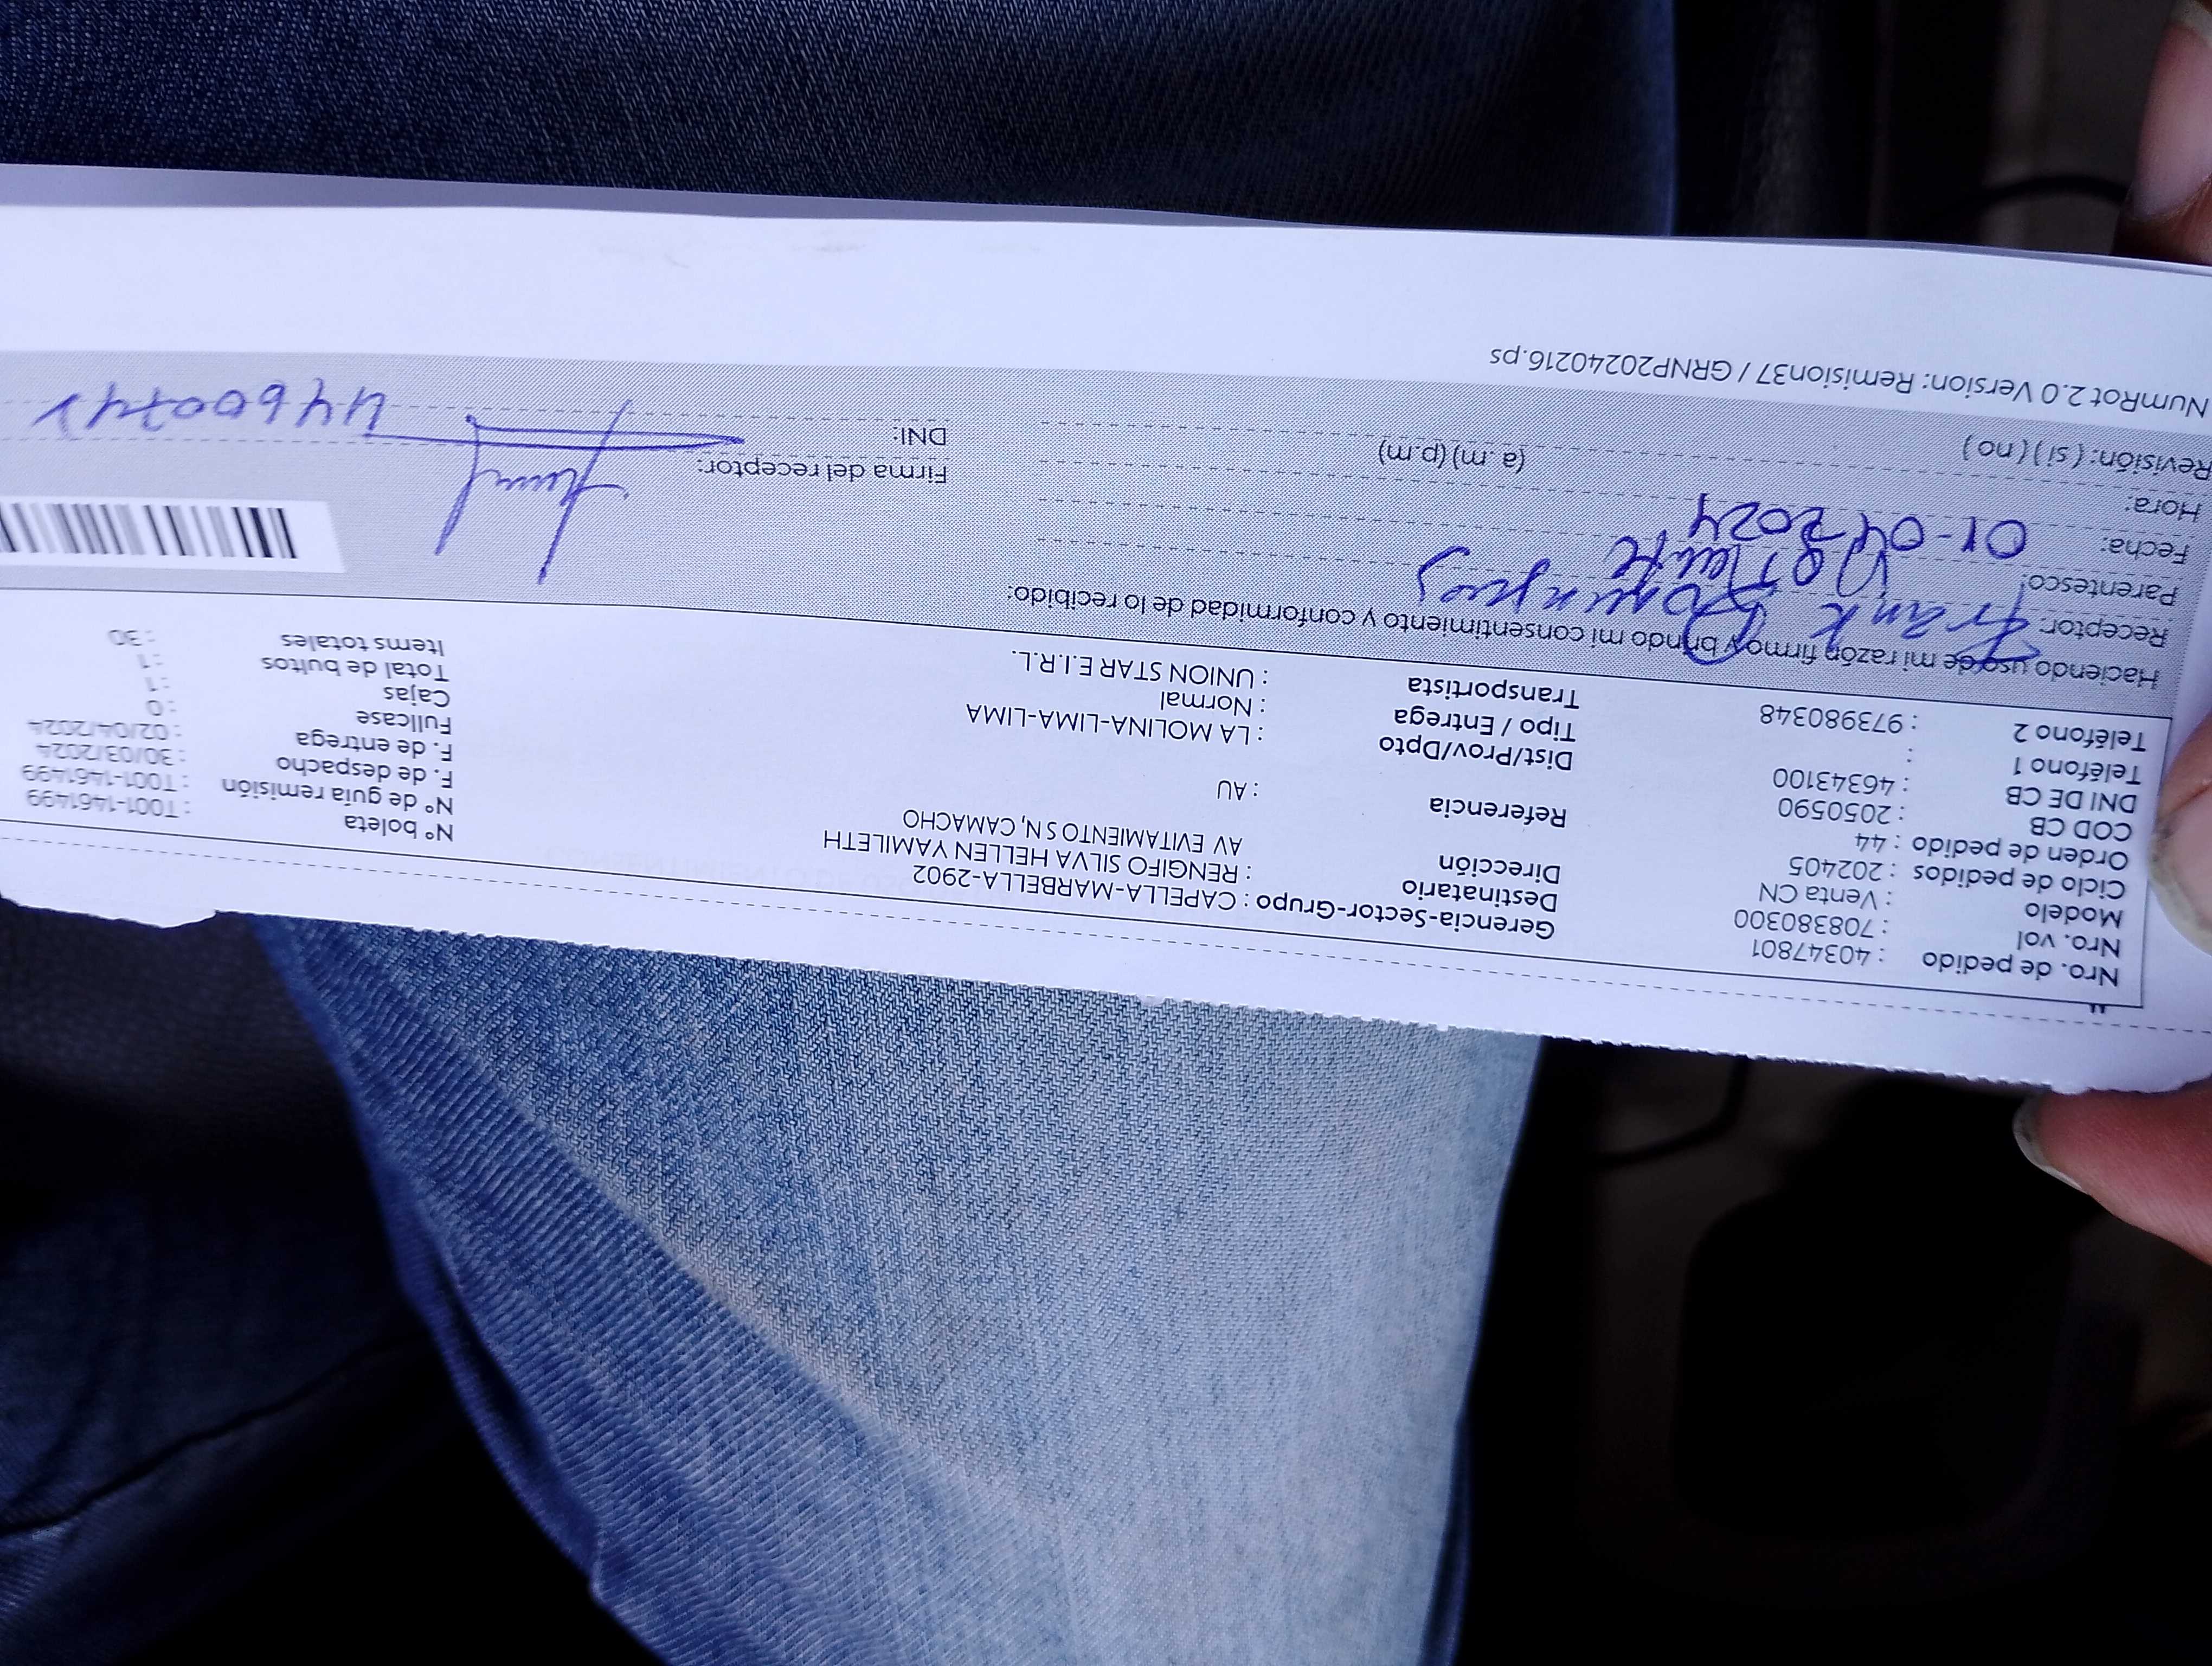 Nro. de pedido : 40347801
Nro. vol : 708380300
Modelo : Venta CN
Ciclo de pedidos : 202405
Orden de pedido : 44
COD CB : 2050590
DNI DE CB : 46343100
Teléfono 1 :
Teléfono 2 : 973980348
Gerencia-Sector-Grupo : CAPELLA-MARBELLA-2902
Destinatario : RENGIFO SILVA HELLEN YAMILETH
Dirección AV EVITAMIENTO S N, CAMACHO
Referencia : AU
Dist/Prov/Dpto : LA MOLINA-LIMA-LIMA
Tipo / Entrega : Normal
Transportista : UNION STAR E.I.R.L.
N° boleta : T001-1461499
N° de guía remisión : T001-1461499
F. de despacho : 30/03/2024
F. de entrega : 02/04/2024
Fullcase : 0
Cajas : 1
Total de bultos : 1
Items totales : 30
Haciendo uso de mi razón firmo y brindo mi consentimiento y conformidad de lo recibido:
Receptor: Frank
Parentesco:
Fecha: 01-04 2024
Hora: (a.m)(p.m)
Revisión: (si) (no)
Firma del receptor:
DNI:
NumRot 2.0 Version: Remision37 / GRNP20240216.ps